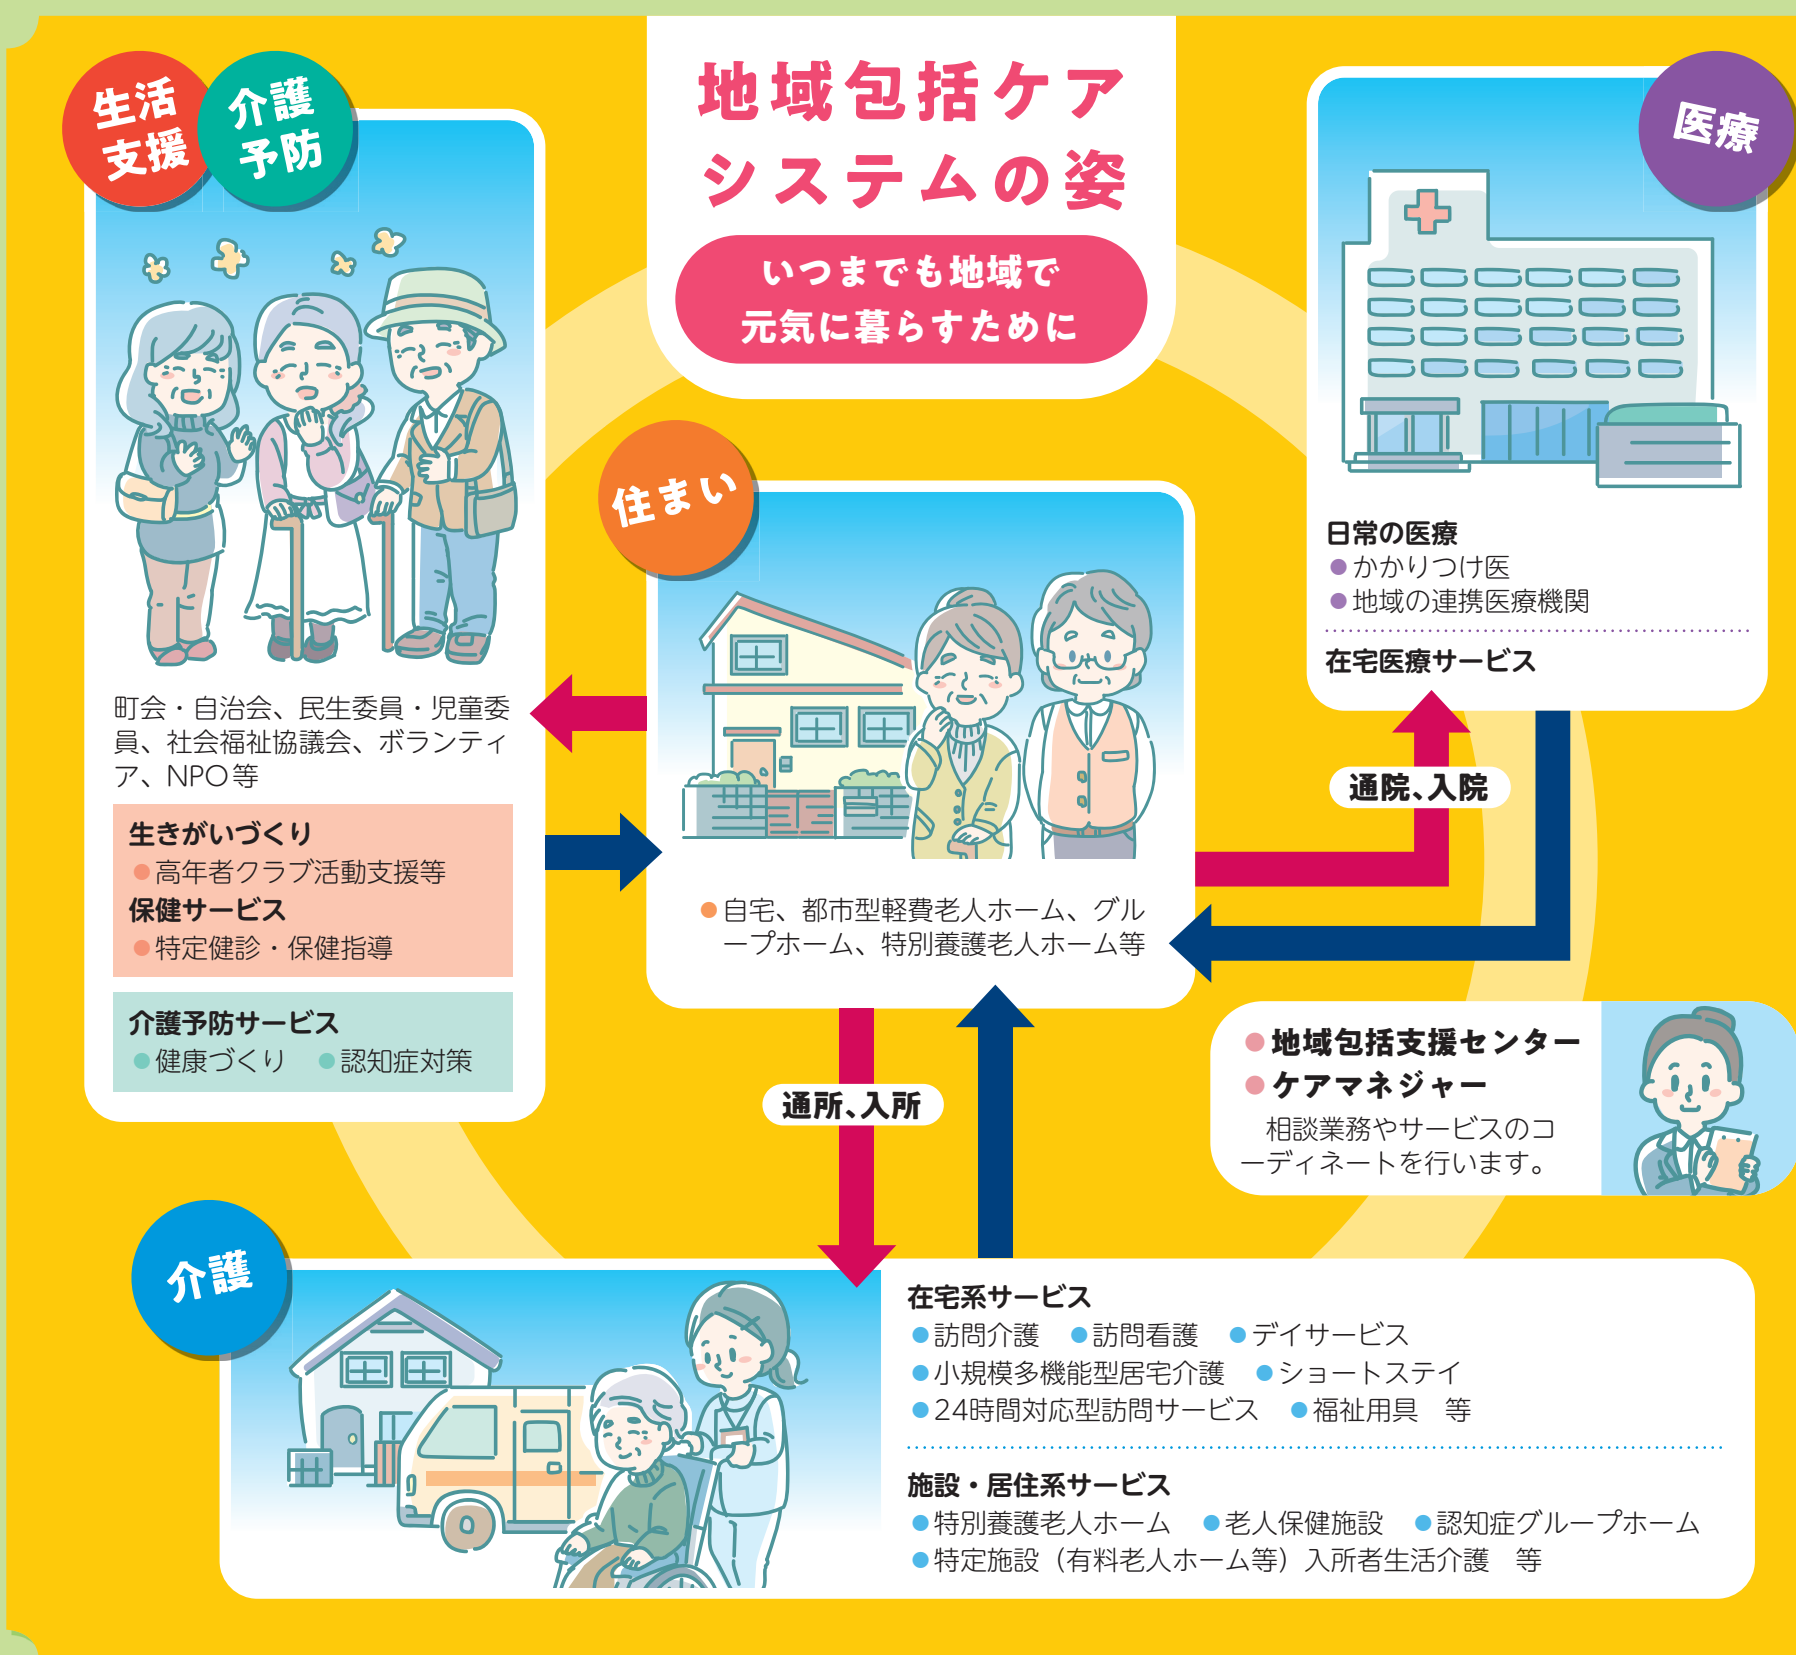 地域包括ケア
システムの姿
いつまでも地域で
元気に暮らすために
生活
支援
介護
予防
町会・自治会、民生委員・児童委
員、社会福祉協議会、ボランティ
ア、NPO等
生きがいづくり
●高年者クラブ活動支援等
保健サービス
●特定健診・保健指導
介護予防サービス
●健康づくり ●認知症対策
住まい
●自宅、都市型軽費老人ホーム、グル
ープホーム、特別養護老人ホーム等
医療
日常の医療
●かかりつけ医
●地域の連携医療機関
在宅医療サービス
通院、入院
●地域包括支援センター
●ケアマネジャー
相談業務やサービスのコ
ーディネートを行います。
通所、入所
介護
在宅系サービス
●訪問介護 ●訪問看護 ●デイサービス
●小規模多機能型居宅介護 ●ショートステイ
●24時間対応型訪問サービス ●福祉用具 等
施設・居住系サービス
●特別養護老人ホーム ●老人保健施設 ●認知症グループホーム
●特定施設（有料老人ホーム等）入所者生活介護 等